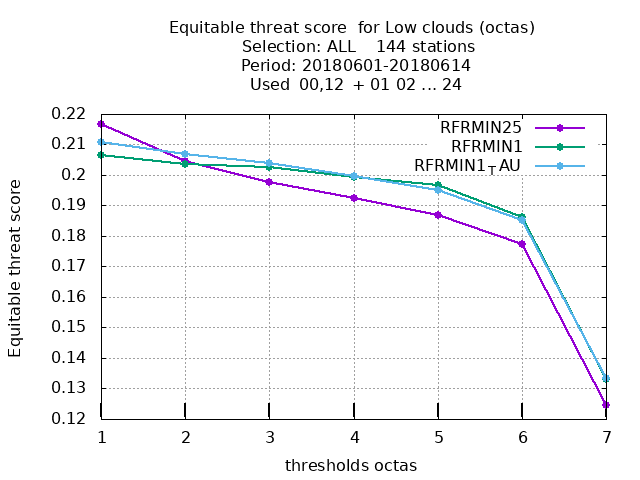 Equitable threat score  for Low clouds (octas)
Selection: ALL    144 stations
Period: 20180601-20180614
Used  00,12  + 01 02 ... 24
RFRMIN25
RFRMIN1
RFRMIN1TAU
Equitable threat score
0.22
0.21
0.2
0.19
0.18
0.17
0.16
0.15
0.14
0.13
0.12
1 2 3 4 5 6 7
thresholds octas